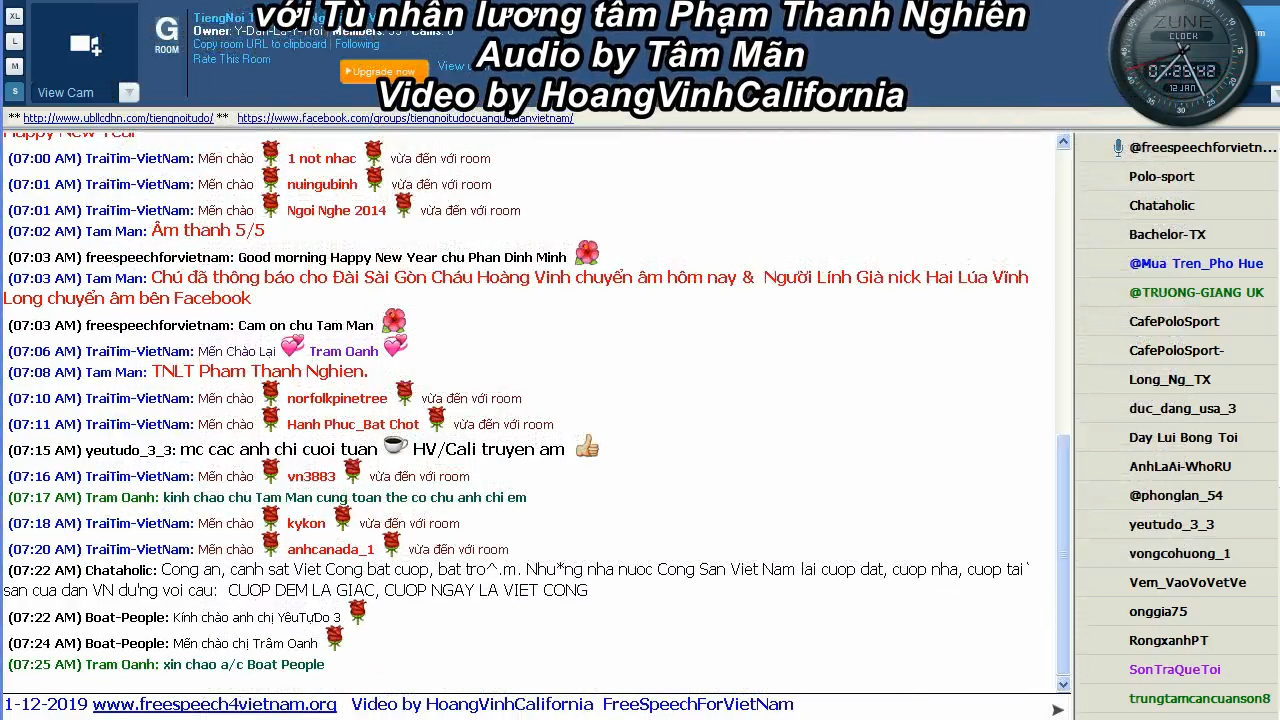 với Tù nhân lương tâm Phạm Thanh Nghiên
Audio by Tâm Mãn
Video by HoangVinhCalifornia
XL
L
M
S
View Cam
G
ROOM
TiengNoi
Owner:
Copy room URL to clipboard | Following
Rate This Room
Upgrade now
ZUNE
CLOCK
07:25:48
12 JAN
** http://www.ubllcdhn.com/tiengnoitudo/ ** https://www.facebook.com/groups/tiengnoitudocuanguoidanvietnam/
Happy New Year
(07:00 AM) TraiTim-VietNam: Mến chào 1 not nhac vừa đến với room
(07:01 AM) TraiTim-VietNam: Mến chào nuingubinh vừa đến với room
(07:01 AM) TraiTim-VietNam: Mến chào Ngoi Nghe 2014 vừa đến với room
(07:02 AM) Tam Man: Âm thanh 5/5
(07:03 AM) freespeechforvietnam: Good morning Happy New Year chu Phan Dinh Minh
(07:03 AM) Tam Man: Chú đã thông báo cho Đài Sài Gòn Cháu Hoàng Vinh chuyển âm hôm nay & Người Lính Già nick Hai Lúa Vĩnh
Long chuyển âm bên Facebook
(07:03 AM) freespeechforvietnam: Cam on chu Tam Man
(07:06 AM) TraiTim-VietNam: Mến Chào Lại Tram Oanh
(07:08 AM) Tam Man: TNLT Pham Thanh Nghien.
(07:10 AM) TraiTim-VietNam: Mến chào norfolkpinetree vừa đến với room
(07:11 AM) TraiTim-VietNam: Mến chào Hanh Phuc_Bat Chot vừa đến với room
(07:15 AM) yeutudo_3_3: mc cac anh chi cuoi tuan HV/Cali truyen am
(07:16 AM) TraiTim-VietNam: Mến chào vn3883 vừa đến với room
(07:17 AM) Tram Oanh: kinh chao chu Tam Man cung toan the co chu anh chi em
(07:18 AM) TraiTim-VietNam: Mến chào kykon vừa đến với room
(07:20 AM) TraiTim-VietNam: Mến chào anhcanada_1 vừa đến với room
(07:22 AM) Chataholic: Cong an, canh sat Viet Cong bat cuop, bat tro^.m. Nhu*ng nha nuoc Cong San Viet Nam lai cuop dat, cuop nha, cuop tai`
san cua dan VN du'ng voi cau: CUOP DEM LA GIAC, CUOP NGAY LA VIET CONG
(07:22 AM) Boat-People: Kính chào anh chị YêuTựDo 3
(07:24 AM) Boat-People: Mến chào chị Trâm Oanh
(07:25 AM) Tram Oanh: xin chao a/c Boat People
1-12-2019 www.freespeech4vietnam.org Video by HoangVinhCalifornia FreeSpeechForVietNam
@freespeechforvietn...
Polo-sport
Chataholic
Bachelor-TX
@Mua Tren_Pho Hue
@TRUONG-GIANG UK
CafePoloSport
CafePoloSport-
Long_Ng_TX
duc_dang_usa_3
Day Lui Bong Toi
AnhLaAi-WhoRU
@phonglan_54
yeutudo_3_3
vongcohuong_1
Vem_VaoVoVetVe
onggia75
RongxanhPT
SonTraQueToi
trungtamcancuanson8